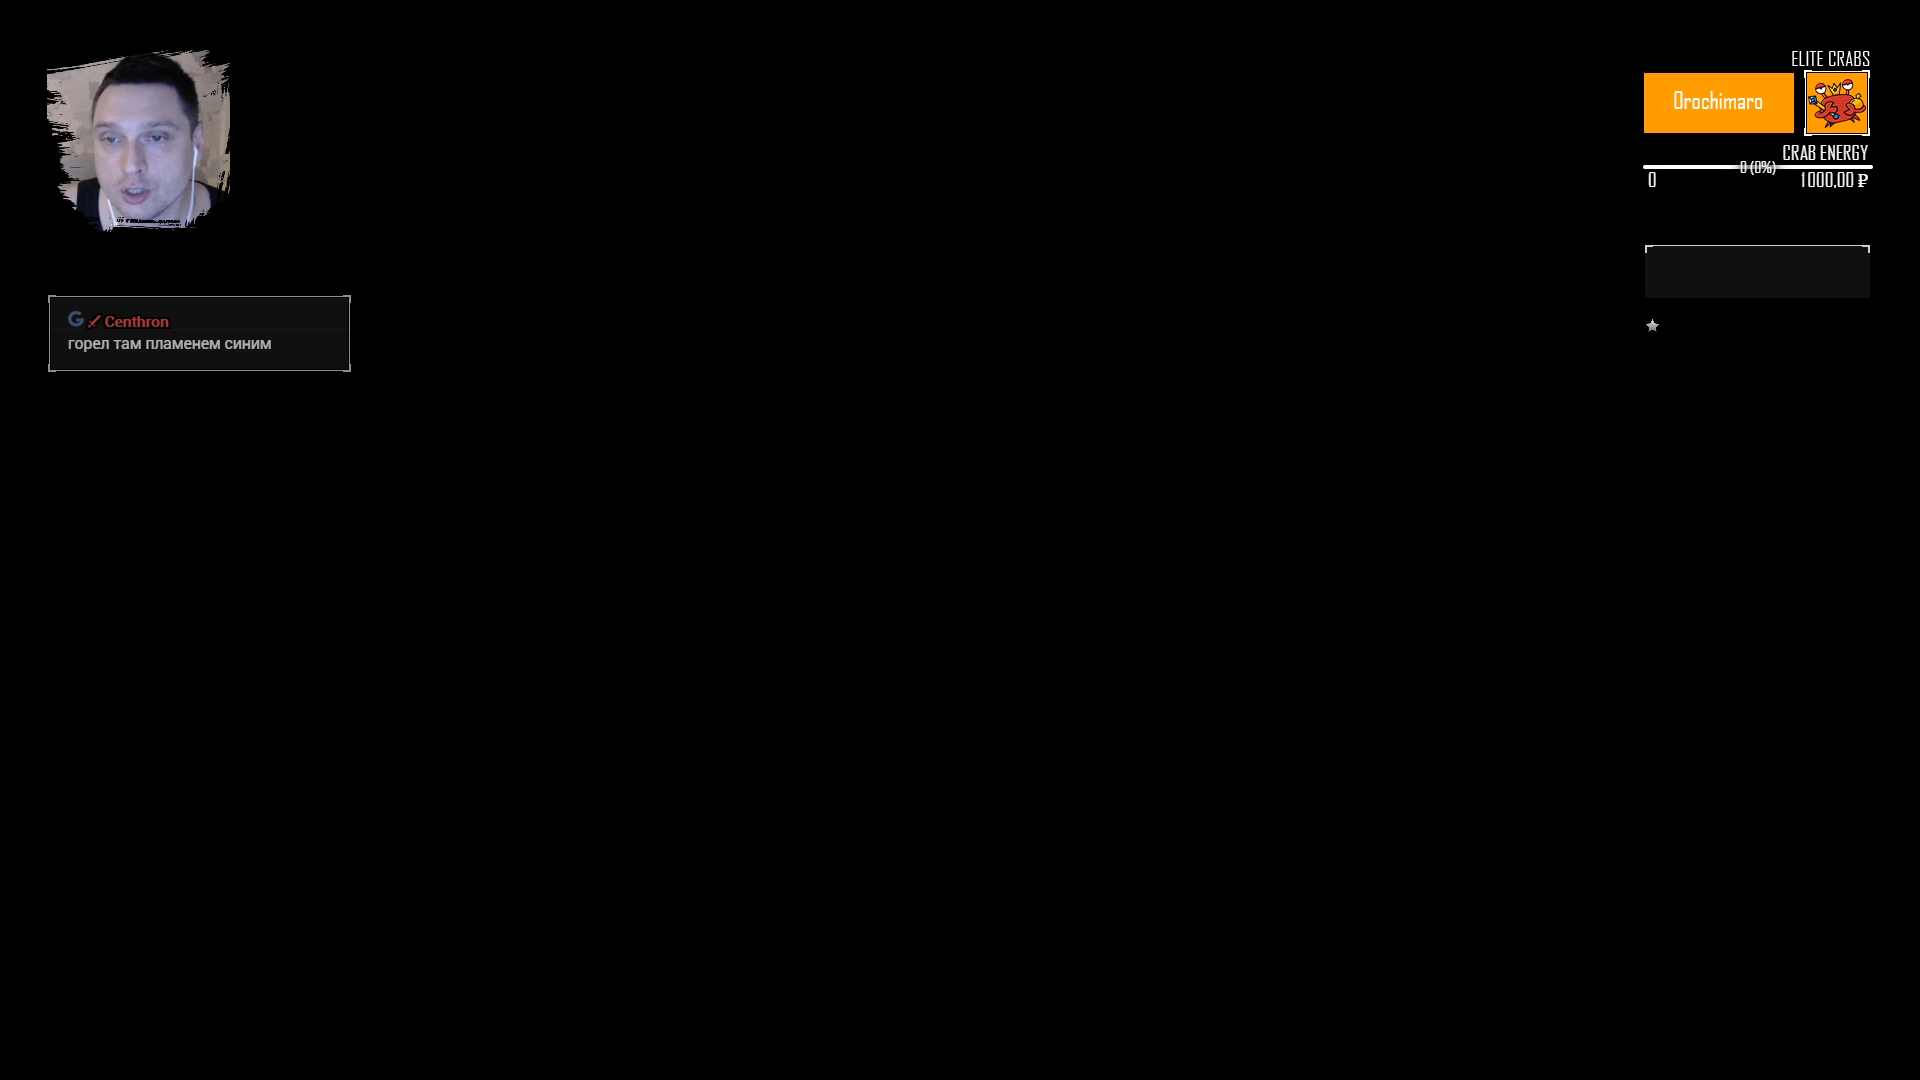 Centhron
горел там пламенем синим
ELITE CRABS
Orochimaro
CRAB ENERGY
0 (0%)
0 1000,00 ₽